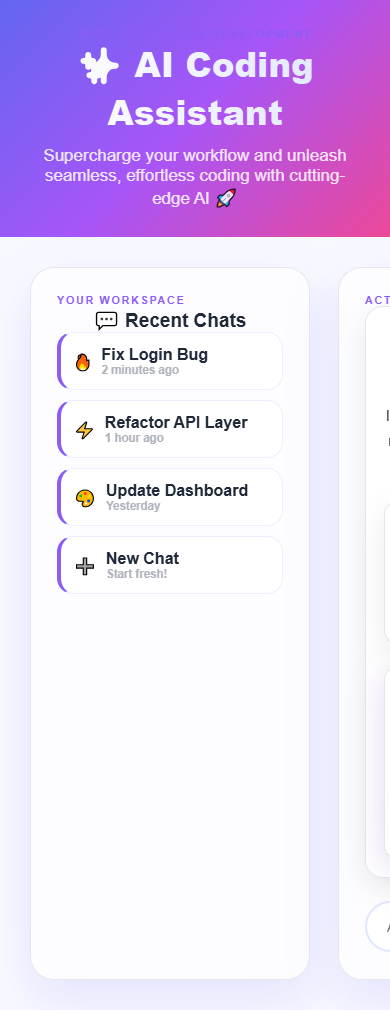 AI Coding
Assistant
Supercharge your workflow and unleash
seamless, effortless coding with cutting-
edge AI 🚀
YOUR WORKSPACE
💬 Recent Chats
🔥 Fix Login Bug
2 minutes ago
⚡ Refactor API Layer
1 hour ago
🎨 Update Dashboard
Yesterday
➕ New Chat
Start fresh!